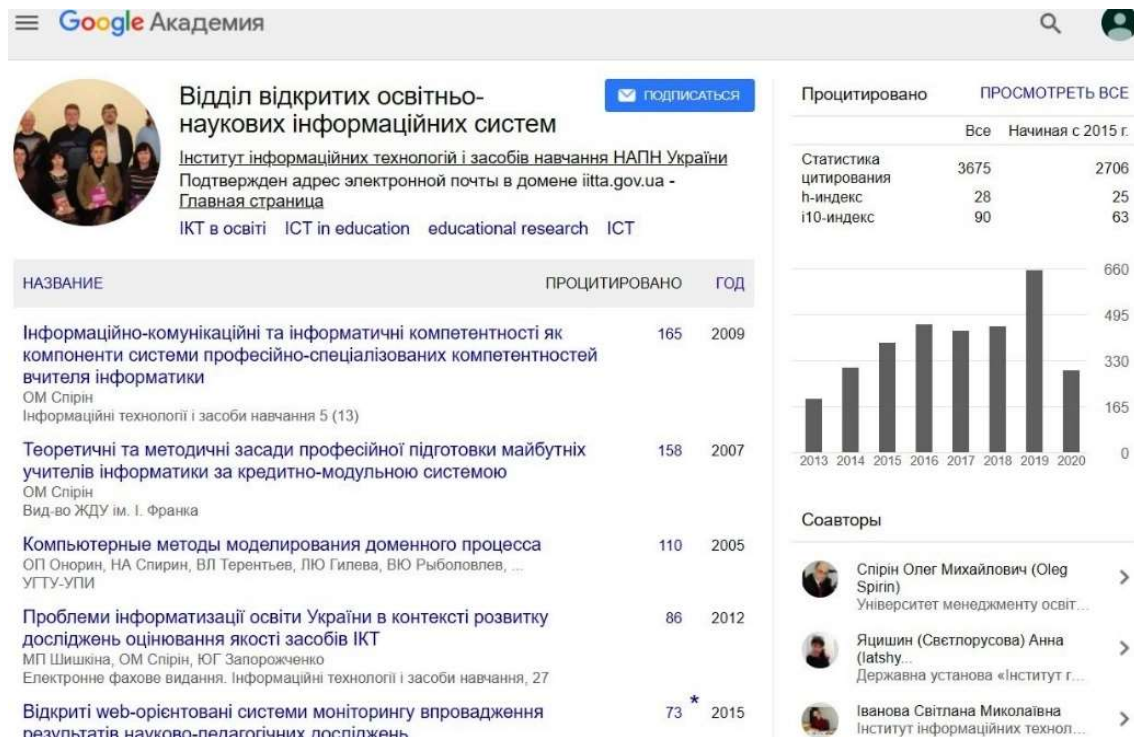 Google Академия
Відділ відкритих освітньо-
наукових інформаційних систем
ПОДПИСАТЬСЯ
Інститут інформаційних технологій і засобів навчання НАПН України
Подтвержден адрес электронной почты в домене iitta.gov.ua -
Главная страница
ІКТ в освіті ICT in education educational research ICT
НАЗВАНИЕ ПРОЦИТИРОВАНО ГОД
Інформаційно-комунікаційні та інформатичні компетентності як 165 2009
компоненти системи професійно-спеціалізованих компетентностей
вчителя інформатики
ОМ Спірін
Інформаційні технології і засоби навчання 5 (13)
Теоретичні та методичні засади професійної підготовки майбутніх 158 2007
учителів інформатики за кредитно-модульною системою
ОМ Спірін
Вид-во ЖДУ ім. І. Франка
Компьютерные методы моделирования доменного процесса 110 2005
ОП Онорин, НА Спирин, ВЛ Терентьев, ЛЮ Гилева, ВЮ Рыболовлев, ...
УГТУ-УПИ
Проблеми інформатизації освіти України в контексті розвитку 86 2012
досліджень оцінювання якості засобів ІКТ
МП Шишкіна, ОМ Спірін, ЮГ Запорожченко
Електронне фахове видання. Інформаційні технології і засоби навчання, 27
Відкриті web-орієнтовані системи моніторингу впровадження 73 * 2015
результатів науково-педагогічних досліджень
Процитировано ПРОСМОТРЕТЬ ВСЕ
Все Начиная с 2015 г.
Статистика
цитирования 3675 2706
h-индекс 28 25
i10-индекс 90 63
660
495
330
165
0
2013 2014 2015 2016 2017 2018 2019 2020
Соавторы
Спірін Олег Михайлович (Oleg
Spirin)
Університет менеджменту освіт...
Яцишин (Свєтлорусова) Анна
(Iatshy...
Державна установа «Інститут г...
Іванова Світлана Миколаївна
Інститут інформаційних технол...